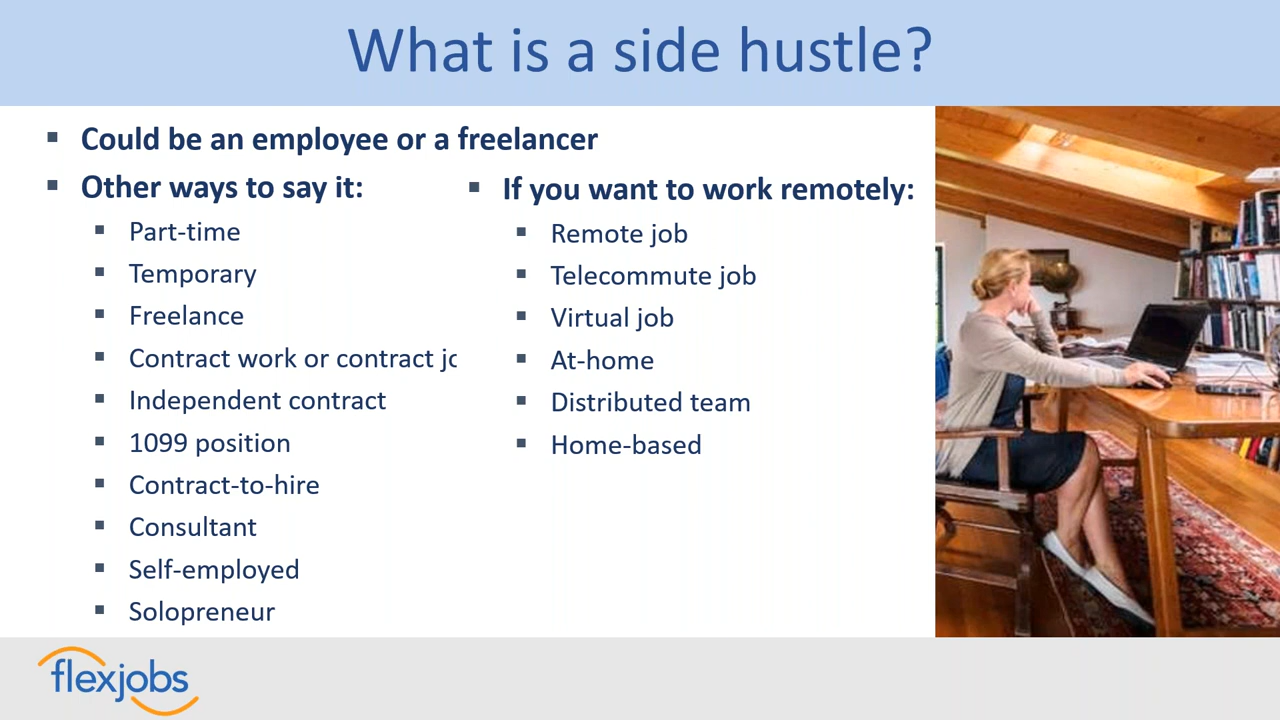 What is a side hustle?
Could be an employee or a freelancer
Other ways to say it:
Part-time
Temporary
Freelance
Contract work or contract jo
Independent contract
1099 position
Contract-to-hire
Consultant
Self-employed
Solopreneur
If you want to work remotely:
Remote job
Telecommute job
Virtual job
At-home
Distributed team
Home-based
flexjobs